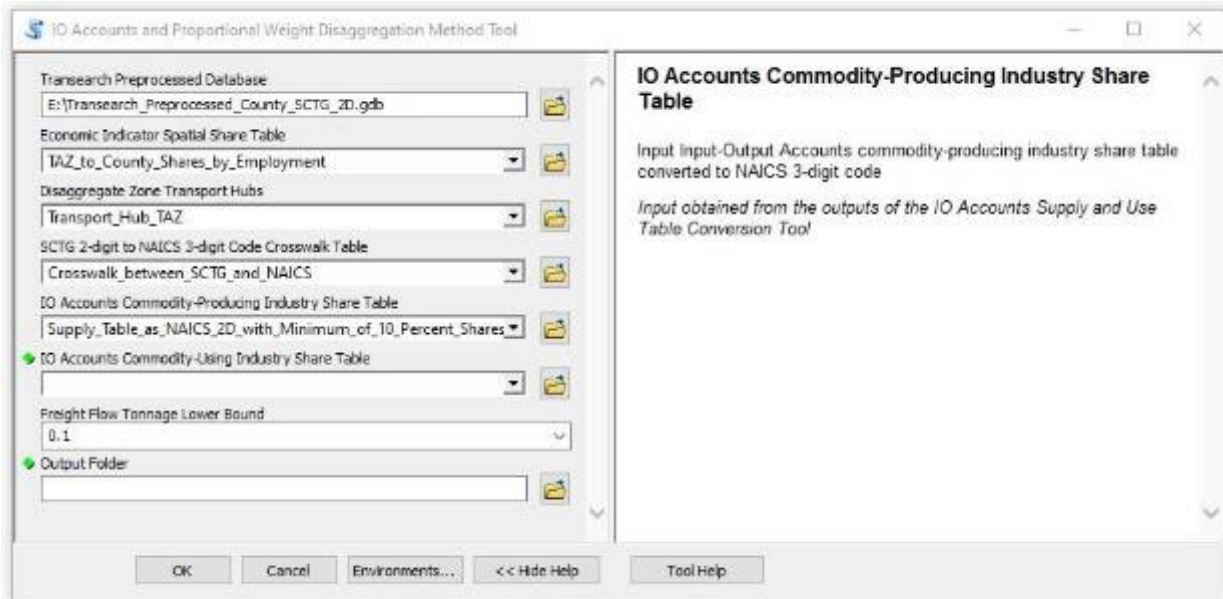 IO Accounts and Proportional Weight Disaggregation Method Tool
Transearch Preprocessed Database
E:\Transearch_Preprocessed_County_SCTG_2D.gdb
Economic Indicator Spatial Share Table
TAZ_to_County_Shares_by_Employment
Disaggregate Zone Transport Hubs
Transport_Hub_TAZ
SCTG 2-digit to NAICS 3-digit Code Crosswalk Table
Crosswalk_between_SCTG_and_NAICS
IO Accounts Commodity-Producing Industry Share Table
Supply_Table_as_NAICS_2D_with_Minimum_of_10_Percent_Shares
IO Accounts Commodity-Using Industry Share Table
Freight Flow Tonnage Lower Bound
0.1
Output Folder
IO Accounts Commodity-Producing Industry Share
Table
Input Input-Output Accounts commodity-producing industry share table
converted to NAICS 3-digit code
Input obtained from the outputs of the IO Accounts Supply and Use
Table Conversion Tool
OK
Cancel
Environments...
<< Hide Help
Tool Help